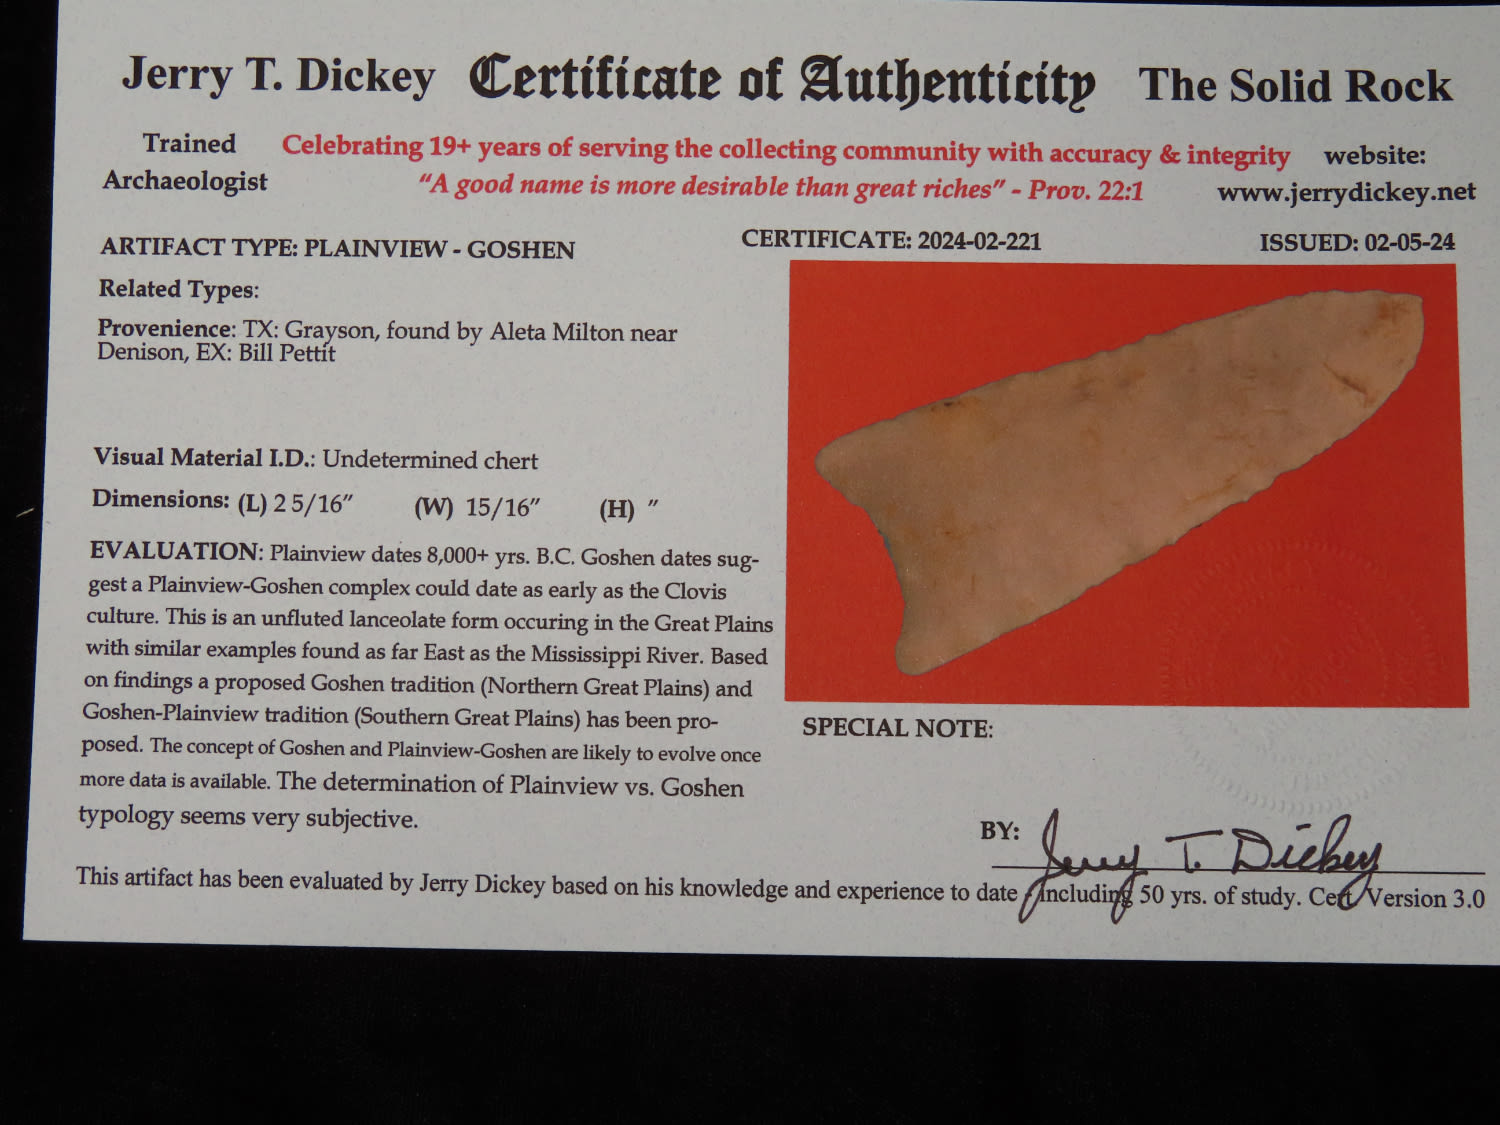 Jerry T. Dickey Certificate of Authenticity The Solid Rock
Trained Archaeologist
Celebrating 19+ years of serving the collecting community with accuracy & integrity
“A good name is more desirable than great riches” - Prov. 22:1
website:
www.jerrydickey.net
ARTIFACT TYPE: PLAINVIEW - GOSHEN
CERTIFICATE: 2024-02-221
ISSUED: 02-05-24
Related Types:
Provenience: TX: Grayson, found by Aleta Milton near
Denison, EX: Bill Pettit
Visual Material I.D.: Undetermined chert
Dimensions: (L) 2 5/16” (W) 15/16” (H) ”
EVALUATION: Plainview dates 8,000+ yrs. B.C. Goshen dates sug-
gest a Plainview-Goshen complex could date as early as the Clovis
culture. This is an unfluted lanceolate form occuring in the Great Plains
with similar examples found as far East as the Mississippi River. Based
on findings a proposed Goshen tradition (Northern Great Plains) and
Goshen-Plainview tradition (Southern Great Plains) has been pro-
posed. The concept of Goshen and Plainview-Goshen are likely to evolve once
more data is available. The determination of Plainview vs. Goshen
typology seems very subjective.
SPECIAL NOTE:
BY: Jerry T. Dickey
This artifact has been evaluated by Jerry Dickey based on his knowledge and experience to date - including 50 yrs. of study. Cert. Version 3.0